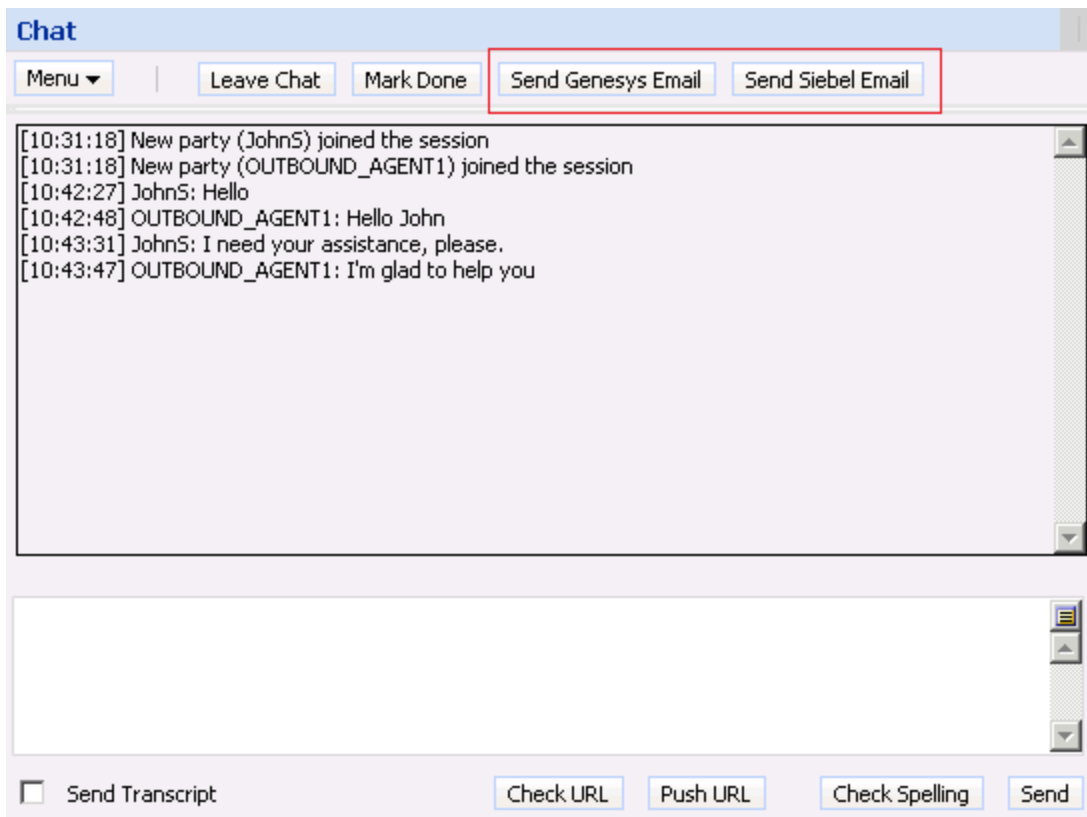 Chat
Menu Leave Chat Mark Done Send Genesys Email Send Siebel Email
[10:31:18] New party (JohnS) joined the session
[10:31:18] New party (OUTBOUND_AGENT1) joined the session
[10:42:27] JohnS: Hello
[10:42:48] OUTBOUND_AGENT1: Hello John
[10:43:31] JohnS: I need your assistance, please.
[10:43:47] OUTBOUND_AGENT1: I'm glad to help you
Send Transcript Check URL Push URL Check Spelling Send